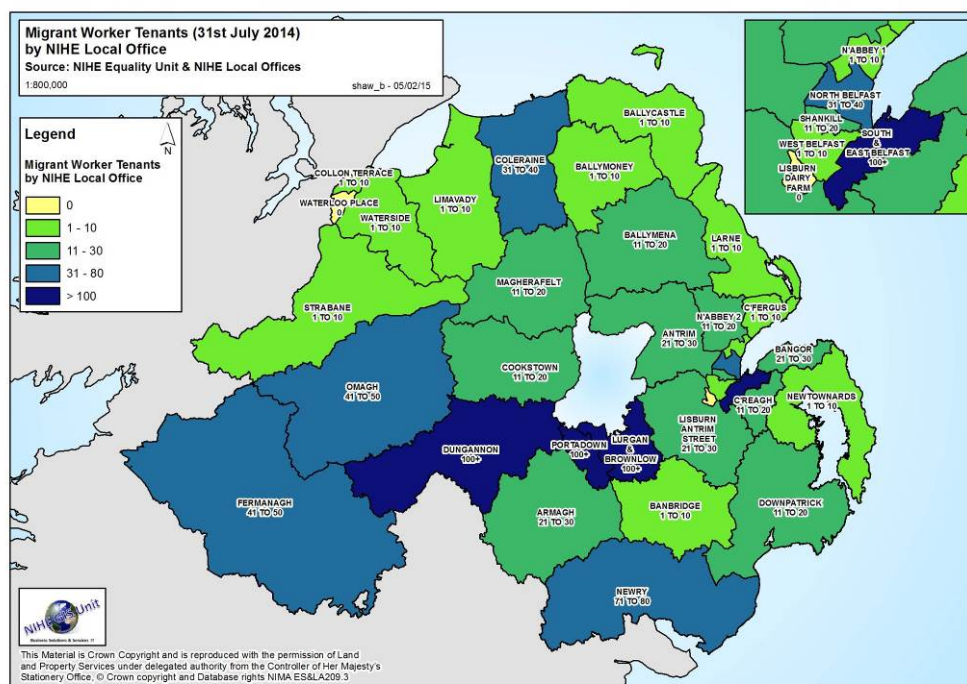 Migrant Worker Tenants (31st July 2014)
by NIHE Local Office
Source: NIHE Equality Unit & NIHE Local Offices
1:800,000
shaw_b - 05/02/15
Legend
N
Migrant Worker Tenants
by NIHE Local Office
0
1 - 10
11 - 30
31 - 80
> 100
N'ABBEY 1
1 TO 10
NORTH BELFAST
31 TO 40
SHANKILL
11 TO 20
WEST BELFAST
1 TO 10
SOUTH
&
EAST BELFAST
100+
LISBURN
DAIRY
FARM
0
BALLYCASTLE
1 TO 10
COLERAINE
31 TO 40
BALLYMONEY
1 TO 10
COLLON TERRACE
1 TO 10
WATERLOO PLACE
0
WATERSIDE
1 TO 10
LIMAVADY
1 TO 10
BALLYMENA
11 TO 20
LARNE
1 TO 10
MAGHERAFELT
11 TO 20
STRABANE
1 TO 10
N'ABBEY 2
11 TO 20
C'FERGUS
1 TO 10
ANTRIM
21 TO 30
BANGOR
21 TO 30
COOKSTOWN
11 TO 20
OMAGH
41 TO 50
C'REAGH
11 TO 20
NEWTOWNARDS
1 TO 10
LISBURN
ANTRIM
STREET
21 TO 30
DUNGANNON
100+
PORTADOWN
100+
LURGAN
&
BROWNLOW
100+
FERMANAGH
41 TO 50
ARMAGH
21 TO 30
BANBRIDGE
1 TO 10
DOWNPATRICK
11 TO 20
NEWRY
71 TO 80
NIHE GIS Unit
Business Solutions & Services IT
This Material is Crown Copyright and is reproduced with the permission of Land
and Property Services under delegated authority from the Controller of Her Majesty's
Stationery Office, © Crown copyright and Database rights NIMA ES&LA209.3